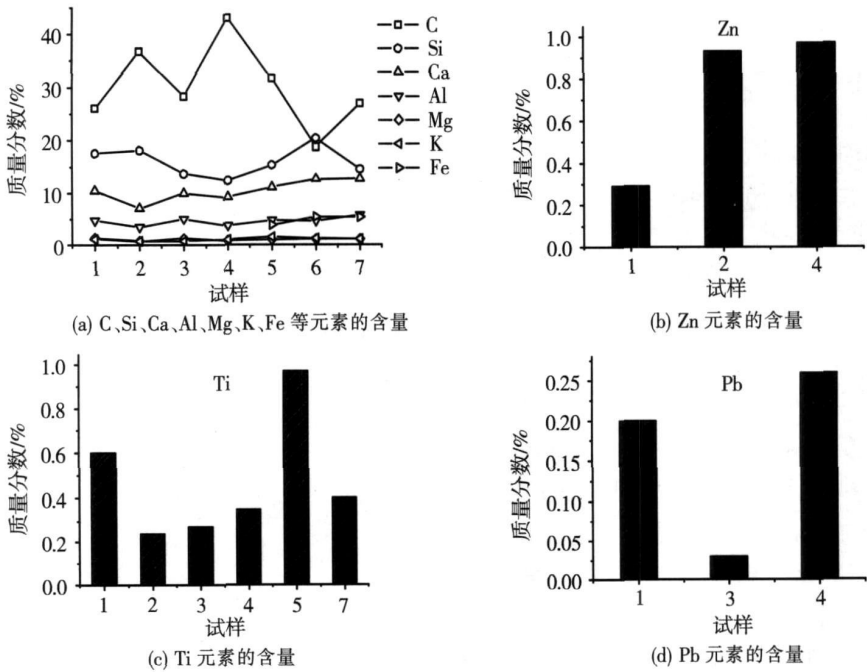 质量分数/%
40
30
20
10
0
1 2 3 4 5 6 7
试样
C
Si
Ca
Al
Mg
K
Fe
(a) C、Si、Ca、Al、Mg、K、Fe 等元素的含量
质量分数/%
1.0
0.8
0.6
0.4
0.2
0.0
Zn
1 2 4
试样
(b) Zn 元素的含量
质量分数/%
1.0
0.8
0.6
0.4
0.2
0.0
Ti
1 2 3 4 5 7
试样
(c) Ti 元素的含量
质量分数/%
0.25
0.20
0.15
0.10
0.05
0.00
Pb
1 3 4
试样
(d) Pb 元素的含量